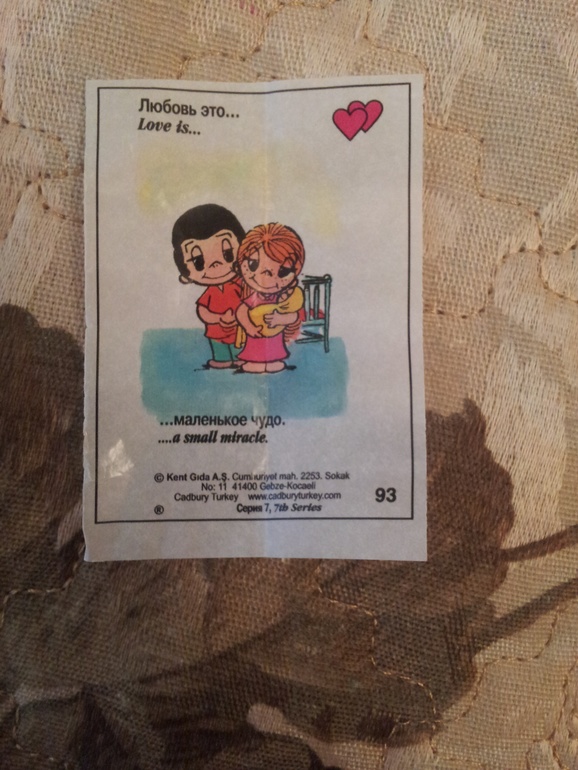 Любовь это...
Love is...
...маленькое чудо.
....a small miracle.
© Kent Gıda A.Ş. Cumhuriyet mah. 2253. Sokak
No: 11 41400 Gebze-Kocaeli
Cadbury Turkey www.cadburyturkey.com
93
® Серия 7, 7th Series